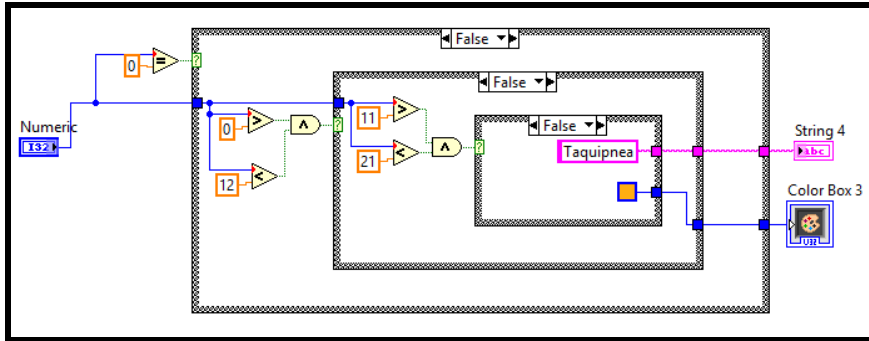 False
0
=
?
False
Numeric
I32
0
>
∧
?
12
<
11
>
21
<
∧
?
False
Taquipnea
String 4
abc
Color Box 3
U32